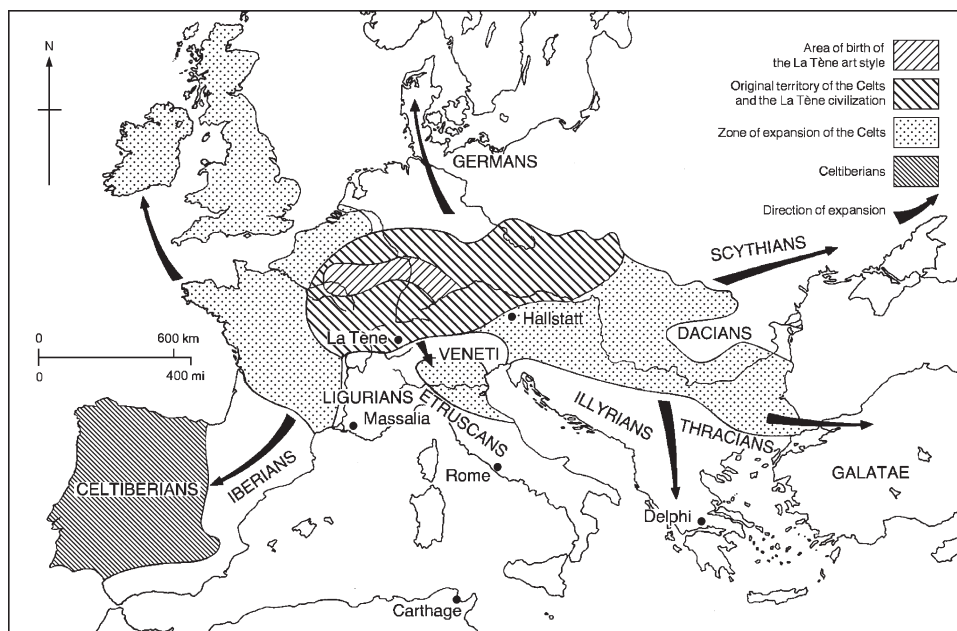 N
Area of birth of
the La Tène art style
Original territory of the Celts
and the La Tène civilization
Zone of expansion of the Celts
Celtiberians
Direction of expansion
GERMANS
SCYTHIANS
0 600 km
0 400 mi
Hallstatt
DACIANS
La Tène
VENETI
LIGURIANS
Massalia
ETRUSCANS
ILLYRIANS
THRACIANS
IBERIANS
CELTIBERIANS
Rome
GALATAE
Delphi
Carthage